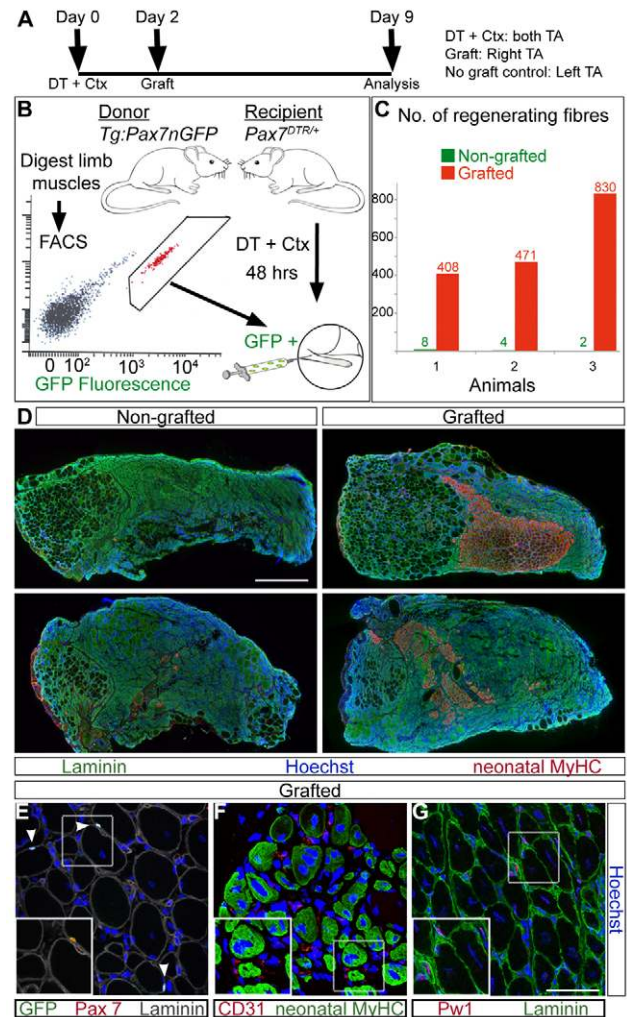 A
Day 0
Day 2
Day 9
DT + Ctx
Graft
Analysis
DT + Ctx: both TA
Graft: Right TA
No graft control: Left TA
B
Donor
Tg:Pax7nGFP
Recipient
Pax7DTR/+
Digest limb
muscles
FACS
DT + Ctx
48 hrs
GFP +
0 10² 10³ 10⁴
GFP Fluorescence
C
No. of regenerating fibres
Non-grafted
Grafted
800
600
400
200
0
8
408
4
471
2
830
1 2 3
Animals
D
Non-grafted
Grafted
Laminin Hoechst neonatal MyHC
Grafted
E
F
G
Hoechst
GFP Pax 7 Laminin
CD31 neonatal MyHC
Pw1 Laminin